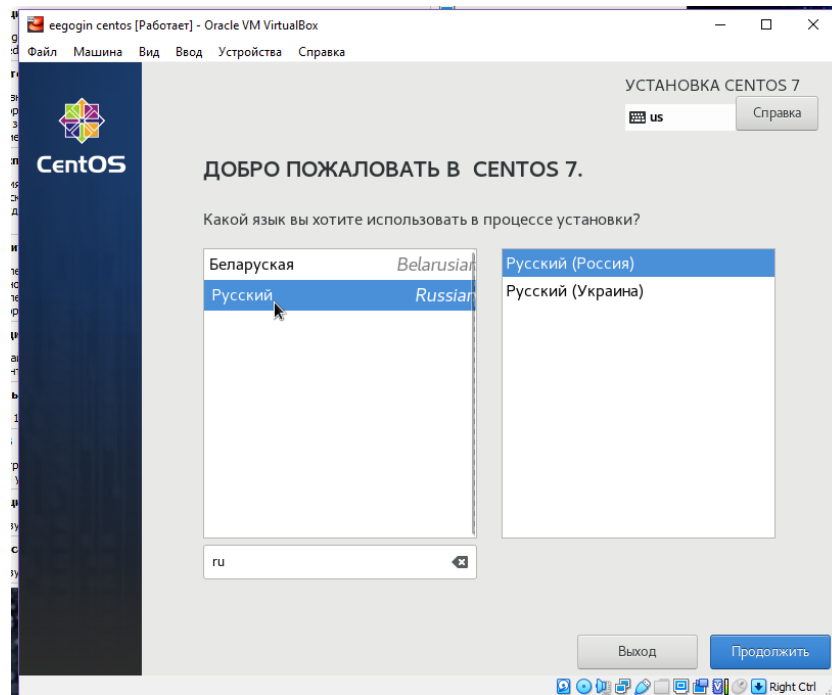 eegogin centos [Работает] - Oracle VM VirtualBox
Файл Машина Вид Ввод Устройства Справка
УСТАНОВКА CENTOS 7
us
Справка
CentOS
ДОБРО ПОЖАЛОВАТЬ В CENTOS 7.
Какой язык вы хотите использовать в процессе установки?
Беларуская Belarusian
Русский Russian
Русский (Россия)
Русский (Украина)
ru
Выход
Продолжить
Right Ctrl